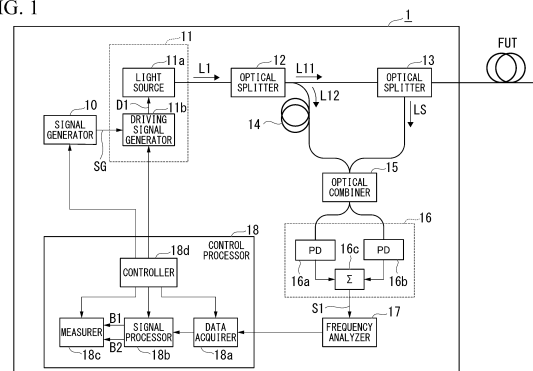 IG. 1
1
11
11a
LIGHT
SOURCE
L1
12
OPTICAL
SPLITTER
L11
13
OPTICAL
SPLITTER
FUT
L12
LS
14
10
SIGNAL
GENERATOR
SG
D1
11b
DRIVING SIGNAL
GENERATOR
15
OPTICAL
COMBINER
16
PD
PD
16a
16c
16b
Σ
S1
17
FREQUENCY
ANALYZER
18
CONTROL
PROCESSOR
18d
CONTROLLER
MEASURER
18c
B1
B2
SIGNAL
PROCESSOR
18b
DATA
ACQUIRER
18a